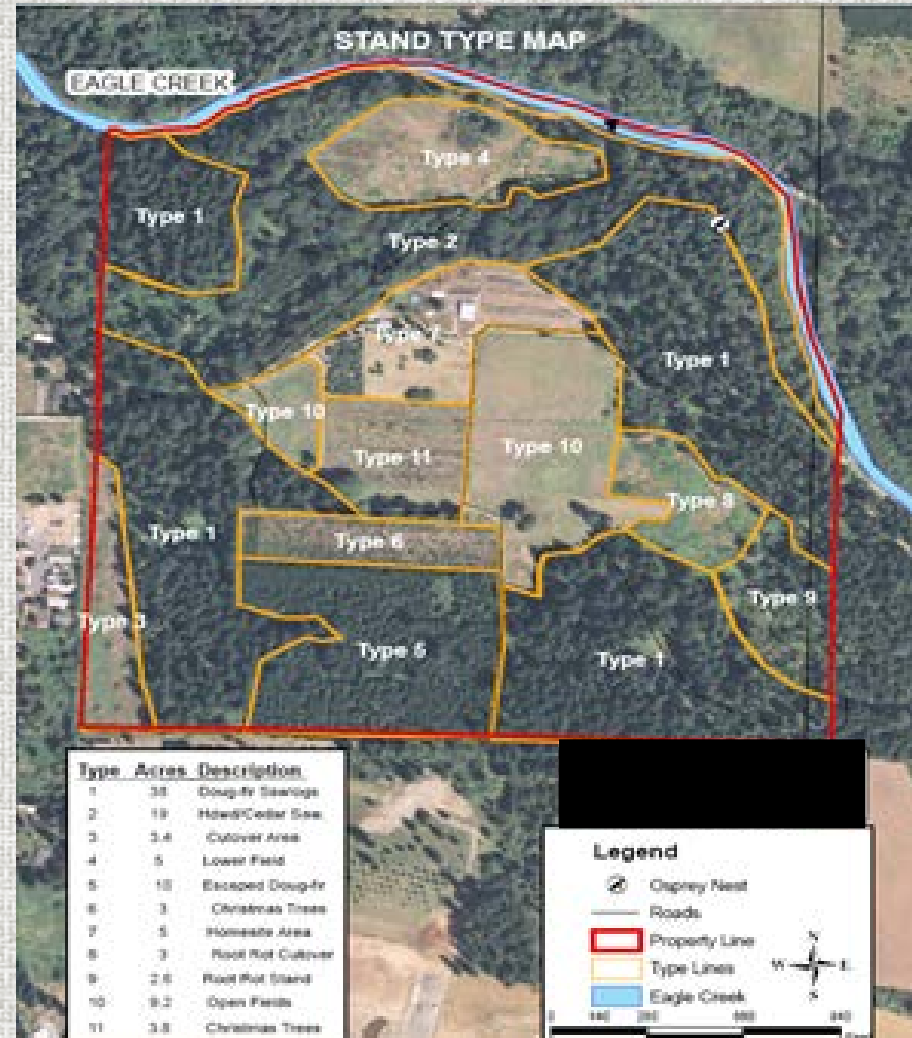 STAND TYPE MAP
EAGLE CREEK
Type 4
Type 1
Type 2
Type 7
Type 1
Type 10
Type 11
Type 10
Type 8
Type 1
Type 6
Type 9
Type 3
Type 5
Type 1
Type Acres Description
1 Doug-fir
2 19 Hdwd/Cedar Saw.
3 3.4 Cutover Area
4 5 Lower Field
5 10 Escaped Doug-fir
6 3 Christmas Trees
7 5 Homesite Area
8 3 Root Rot Cutover
9 2.6 Root Rot Stand
10 9.2 Open Fields
11 Christmas Trees
Legend
Osprey Nest
Roads
Property Line
Type Lines
Eagle Creek
N
W E
S
0